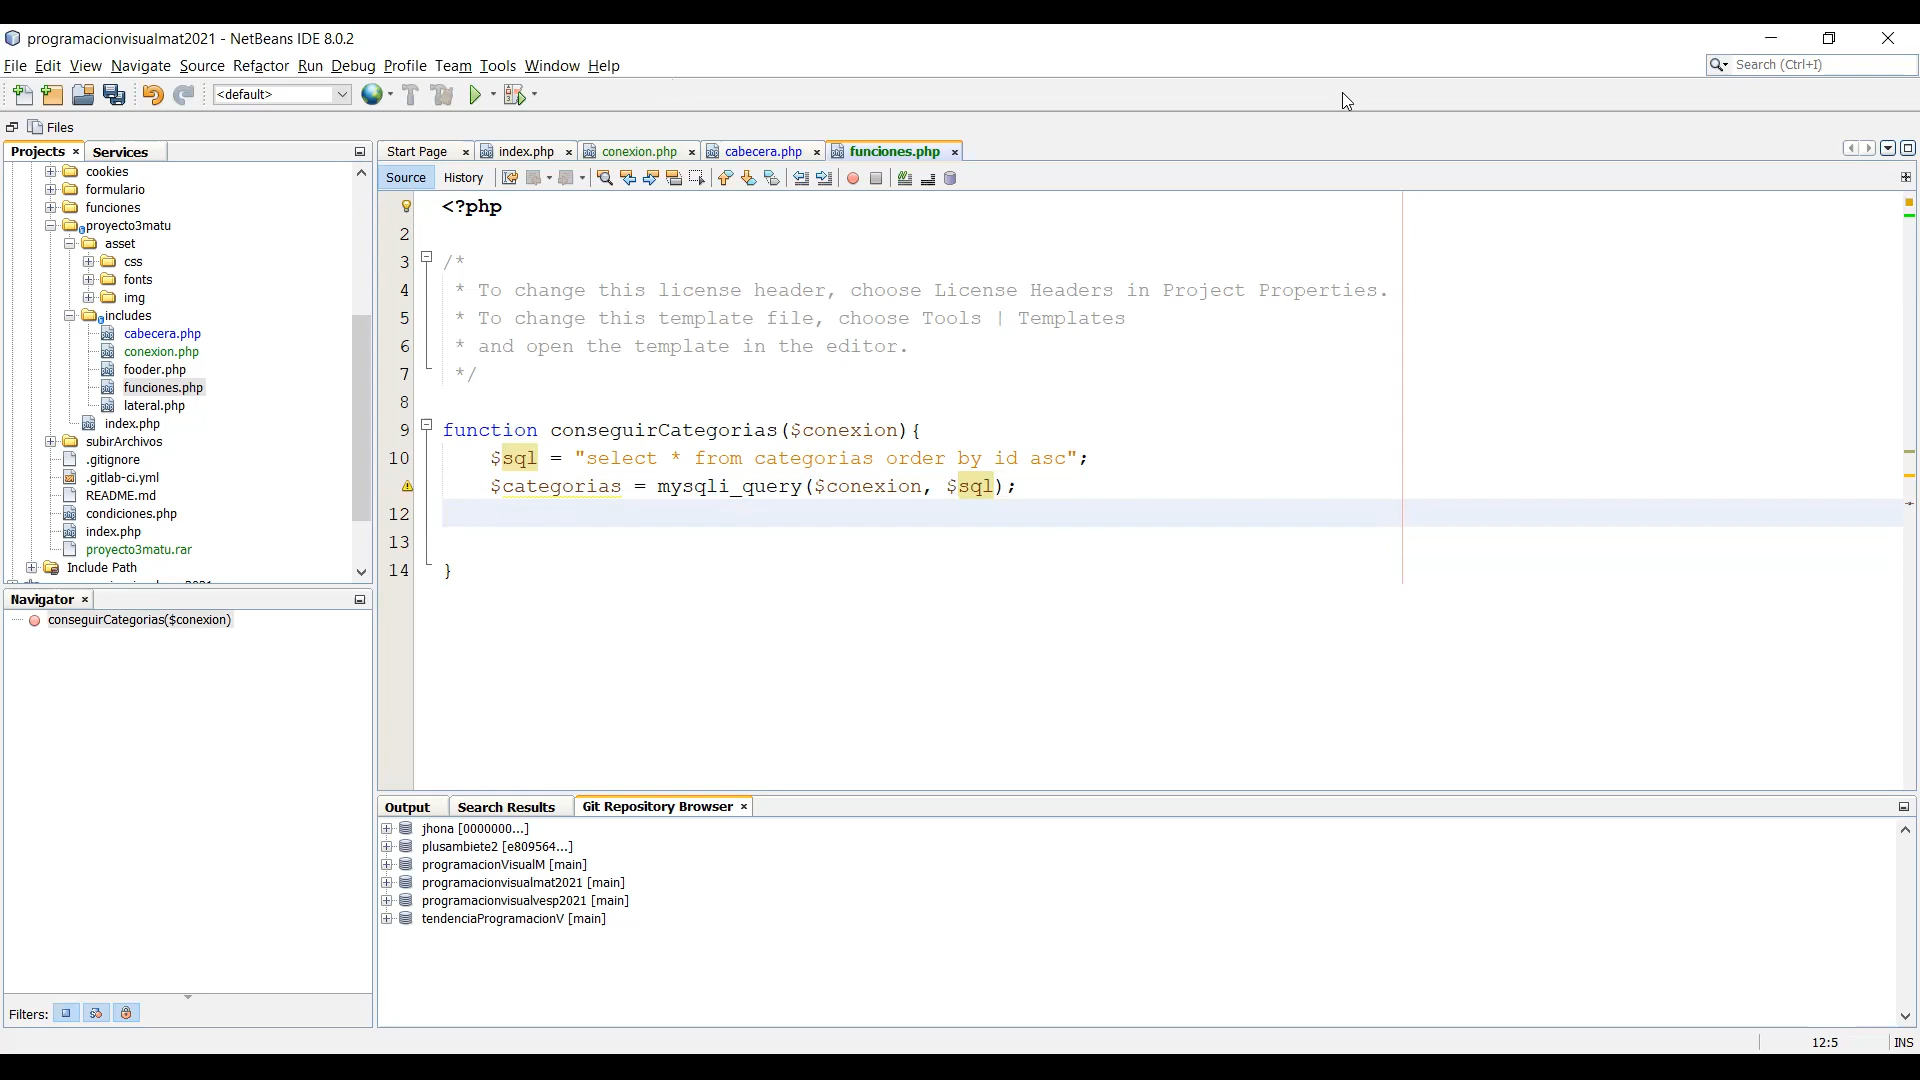 programacionvisualmat2021 - NetBeans IDE 8.0.2
File Edit View Navigate Source Refactor Run Debug Profile Team Tools Window Help
Search (Ctrl+I)
<default>
Files
Projects
Services
cookies
formulario
funciones
proyecto3matu
asset
css
fonts
img
includes
cabecera.php
conexion.php
fooder.php
funciones.php
lateral.php
index.php
subirArchivos
.gitignore
.gitlab-ci.yml
README.md
condiciones.php
index.php
proyecto3matu.rar
Include Path
Navigator
conseguirCategorias($conexion)
Filters:
Start Page index.php conexion.php cabecera.php funciones.php
Source History
<?php
2
3 /*
4 * To change this license header, choose License Headers in Project Properties.
5 * To change this template file, choose Tools | Templates
6 * and open the template in the editor.
7 */
8
9 function conseguirCategorias($conexion){
10 $sql = "select * from categorias order by id asc";
$categorias = mysqli_query($conexion, $sql);
12
13
14 }
Output Search Results Git Repository Browser
jhona [0000000...]
plusambiete2 [e809564...]
programacionVisualM [main]
programacionvisualmat2021 [main]
programacionvisualvesp2021 [main]
tendenciaProgramacionV [main]
12:5 INS